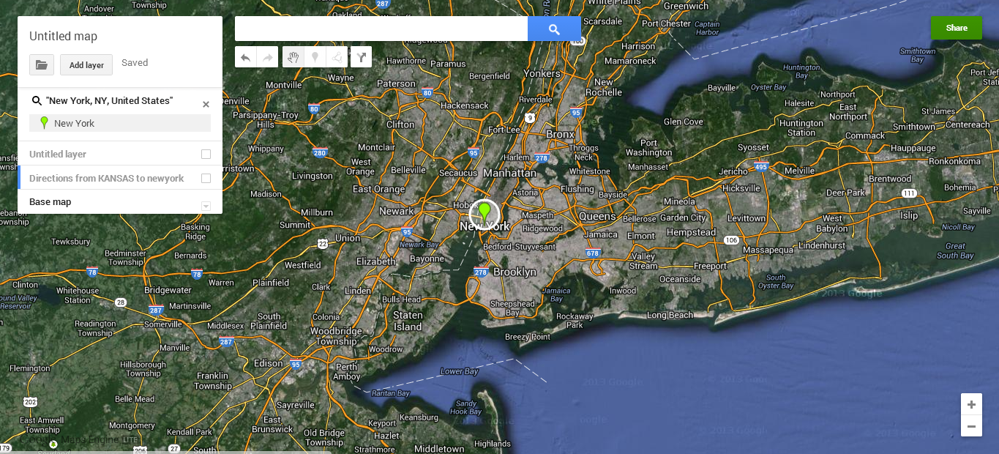 Untitled map
Add layer
Saved
"New York, NY, United States"
New York
Untitled layer
Directions from KANSAS to newyork
Base map
Share
Andover
Township
287
White Plains
Greenwich
Scarsdale
Port Chester
Captain
Harbor
Ridgewood
Harrison
Smithtown
Bay
Hawthorne
Paramus
Mamaroneck
Huntington
Bay
Wayne
Bergenfield
Yonkers
Montville
Paterson
New
Rochelle
Bayville
Oyster Bay
80
Riverdale
Northport
Hackensack
Halesite
80
Parsippany-Troy
Hills
95
East
Northport
St James
9
Glen Cove
Clifton
Fort Lee
Huntington
Station
Smithtown
Centereach
Bronx
Commack
Whippany
280
Montclair
95
Harlem
278
Throggs
Neck
Port
Washington
Syosset
Hauppauge
West
Orange
Ronkonkoma
Livingston
Belleville
Secaucus
Manhattan
Whitestone
Manhasset
Jericho
495
Melville
Brentwood
East Orange
Flushing
Hicksville
Bohemia
Madison
Astoria
Bayside
Deer Park
111
Mineola
Millburn
Newark
Maspeth
Queens
Bellerose
Garden City
Levittown
West
Babylon
Islip
Sayville
Summit
New York
Ridgewood
Basking
Ridge
95
Jamaica
Elmont
Hempstead
Nicoll Bay
Tewksbury
22
Union
Newark Bay
Bedford-Stuyvesant
106
Massapequa
Lindenhurst
Great
South Bay
Bedminster
Township
Bernards
Elizabeth
Bayonne
678
Valley
Stream
Freeport
Westfield
78
78
278
Brooklyn
Oceanside
South
Oyster Bay
Clinton
Whitehouse
Station
Warren
Plainfield
Clark
Linden
Jamaica
Bay
Inwood
Bridgewater
28
Martinsville
Bulls Head
Sheepshead
Bay
© 2013 Google
287
Staten
Island
Rockaway
Park
Long Beach
Readington
Township
Somerville
Middlesex
South
Plainfield
Colonia
Woodbridge
Township
Breezy Point
287
Manville
Woodrow
Flemington
Hillsborough
Township
Edison
95
Perth
Amboy
Lower Bay
Franklin
Township
2013 Google
202
Belle Mead
Sayreville
Raritan Bay
Sandy
Hook Bay
East Amwell
Township
Montgomery
East
Brunswick
Keyport
Keansburg
Kendall Park
Old Bridge
Township
Hazlet
Maps Engine LITE
179
206
27
South
Strathmore
Middletown
Highlands